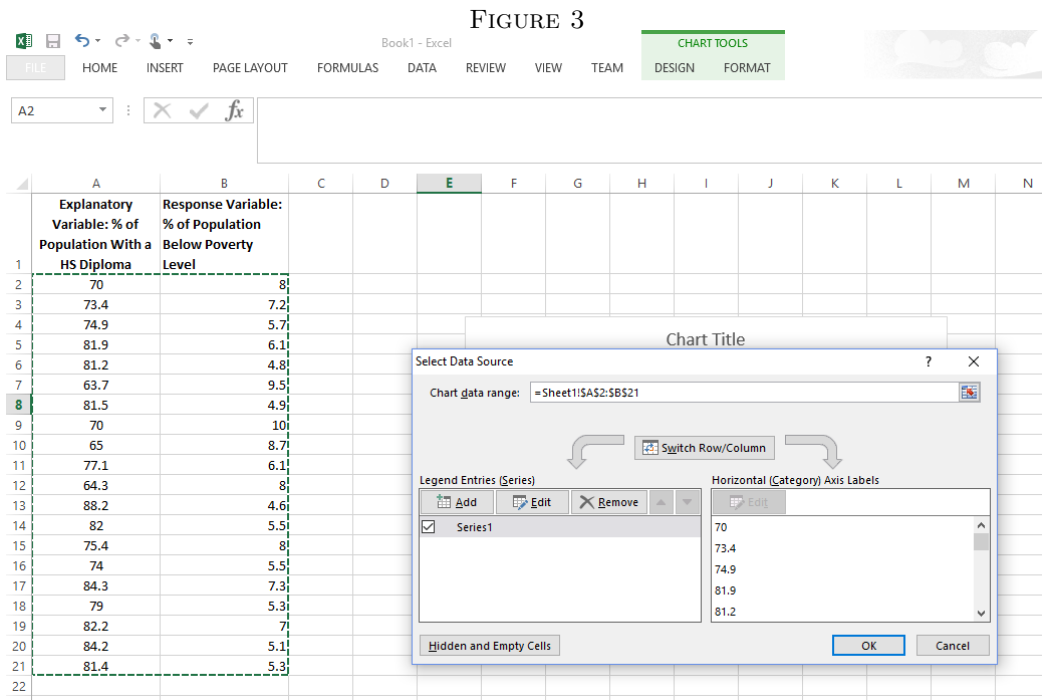 FIGURE 3
Book1 - Excel
CHART TOOLS
FILE HOME INSERT PAGE LAYOUT FORMULAS DATA REVIEW VIEW TEAM DESIGN FORMAT
A2 fx
A B C D E F G H I J K L M N
Explanatory Response Variable:
Variable: % of % of Population
Population With a Below Poverty
1 HS Diploma Level
2 70 8
3 73.4 7.2
4 74.9 5.7
5 81.9 6.1
6 81.2 4.8
7 63.7 9.5
8 81.5 4.9
9 70 10
10 65 8.7
11 77.1 6.1
12 64.3 8
13 88.2 4.6
14 82 5.5
15 75.4 8
16 74 5.5
17 84.3 7.3
18 79 5.3
19 82.2 7
20 84.2 5.1
21 81.4 5.3
22
Chart Title
Select Data Source ?
Chart data range: =Sheet1!$A$2:$B$21
Switch Row/Column
Legend Entries (Series)
Add Edit Remove
Series1
Horizontal (Category) Axis Labels
Edit
70
73.4
74.9
81.9
81.2
Hidden and Empty Cells
OK Cancel